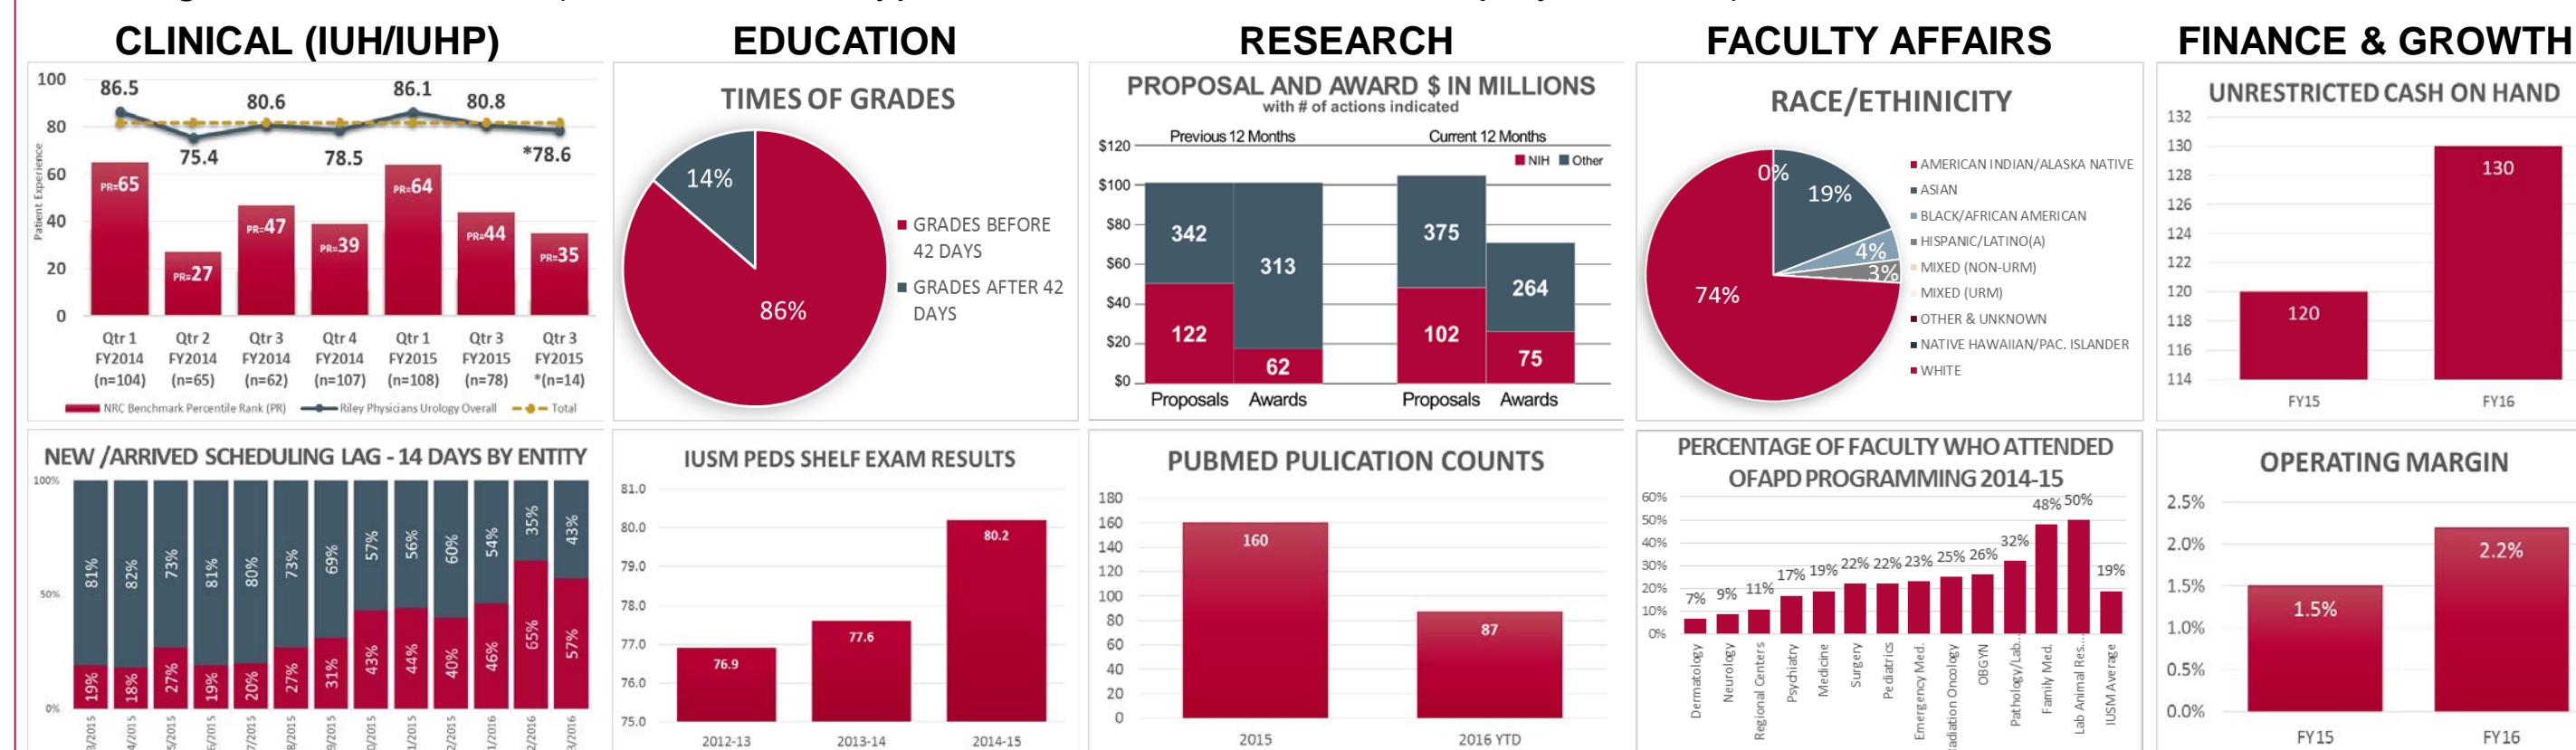 CLINICAL (IUH/IUHP)
100
80
60
40
20
0
Patient Experience
86.5
75.4
80.6
78.5
86.1
80.8
*78.6
PR=65
PR=27
PR=47
PR=39
PR=64
PR=44
PR=35
Qtr 1 FY2014 (n=104)
Qtr 2 FY2014 (n=65)
Qtr 3 FY2014 (n=62)
Qtr 4 FY2014 (n=107)
Qtr 1 FY2015 (n=108)
Qtr 3 FY2015 (n=78)
Qtr 3 FY2015 *(n=14)
NRC Benchmark Percentile Rank (PR) Riley Physicians Urology Overall Total
NEW /ARRIVED SCHEDULING LAG - 14 DAYS BY ENTITY
100%
50%
0%
81% 82% 73% 81% 80% 73% 69% 57% 56% 60% 54% 35% 43%
19% 18% 27% 19% 20% 27% 31% 43% 44% 40% 46% 65% 57%
EDUCATION
TIMES OF GRADES
14%
86%
GRADES BEFORE
42 DAYS
GRADES AFTER 42
DAYS
IUSM PEDS SHELF EXAM RESULTS
81.0
80.0
79.0
78.0
77.0
76.0
75.0
76.9
77.6
80.2
2012-13 2013-14 2014-15
RESEARCH
PROPOSAL AND AWARD $ IN MILLIONS
with # of actions indicated
Previous 12 Months Current 12 Months
NIH Other
$120
$100
$80
$60
$40
$20
$0
342 313 375 264
122 62 102 75
Proposals Awards Proposals Awards
PUBMED PULICATION COUNTS
180
160
140
120
100
80
60
40
20
0
160
87
2015 2016 YTD
FACULTY AFFAIRS
RACE/ETHINICITY
0%
19%
4%
3%
74%
AMERICAN INDIAN/ALASKA NATIVE
ASIAN
BLACK/AFRICAN AMERICAN
HISPANIC/LATINO(A)
MIXED (NON-URM)
MIXED (URM)
OTHER & UNKNOWN
NATIVE HAWAIIAN/PAC. ISLANDER
WHITE
PERCENTAGE OF FACULTY WHO ATTENDED
OFAPD PROGRAMMING 2014-15
60%
50%
40%
30%
20%
10%
0%
7% 9% 11% 17% 19% 22% 22% 23% 25% 26% 32% 48% 50% 19%
Dermatology
Neurology
Regional Centers
Psychiatry
Medicine
Surgery
Pediatrics
Emergency Med.
Oncology
OBGYN
Pathology/Lab...
Family Med.
Lab Animal Res...
IUSM Average
FINANCE & GROWTH
UNRESTRICTED CASH ON HAND
132
130
128
126
124
122
120
118
116
114
120
130
FY15 FY16
OPERATING MARGIN
2.5%
2.0%
1.5%
1.0%
0.5%
0.0%
1.5%
2.2%
FY15 FY16